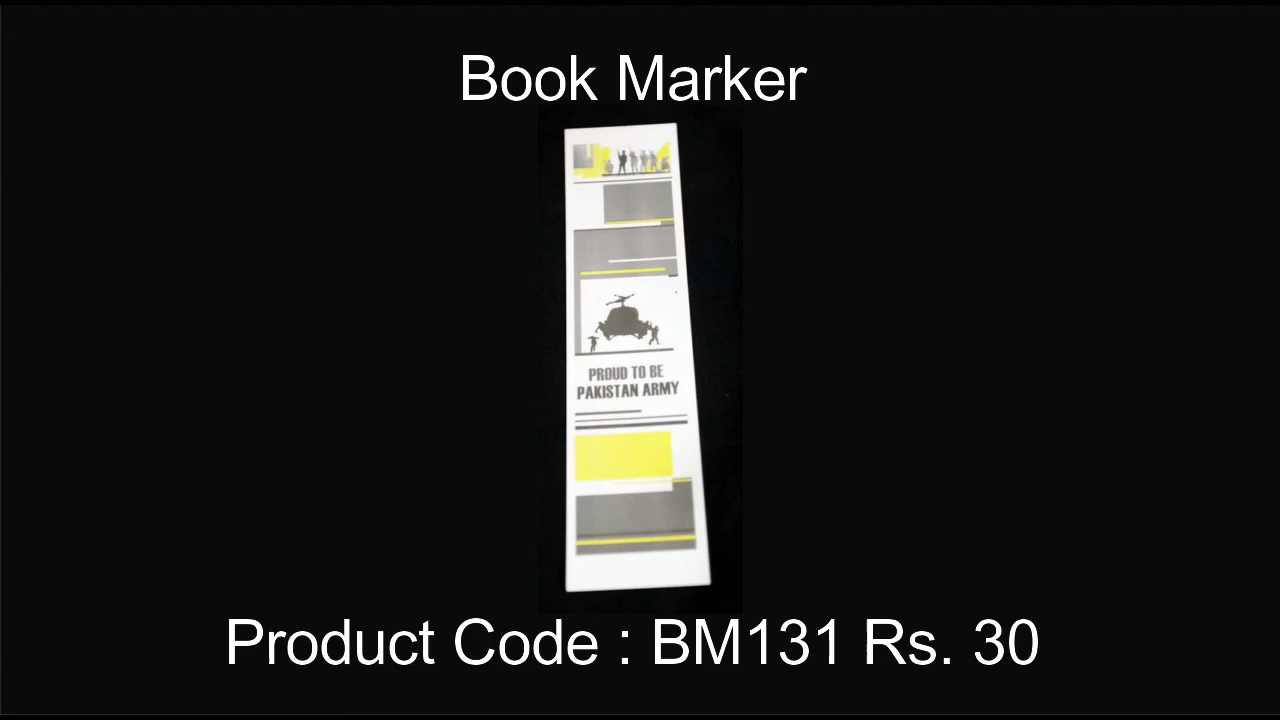 Book Marker
PROUD TO BE
PAKISTAN ARMY
Product Code : BM131 Rs. 30